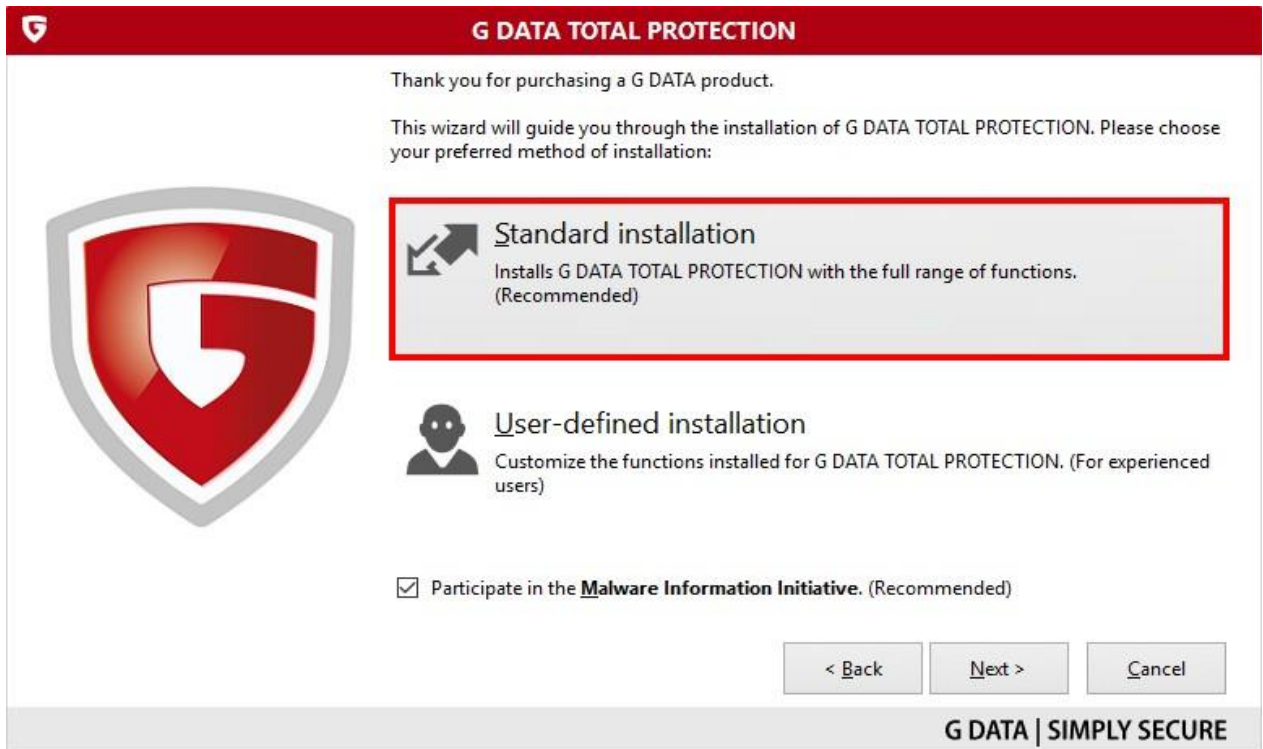 G DATA TOTAL PROTECTION
Thank you for purchasing a G DATA product.
This wizard will guide you through the installation of G DATA TOTAL PROTECTION. Please choose
your preferred method of installation:
Standard installation
Installs G DATA TOTAL PROTECTION with the full range of functions.
(Recommended)
User-defined installation
Customize the functions installed for G DATA TOTAL PROTECTION. (For experienced
users)
Participate in the Malware Information Initiative. (Recommended)
< Back Next > Cancel
G DATA | SIMPLY SECURE